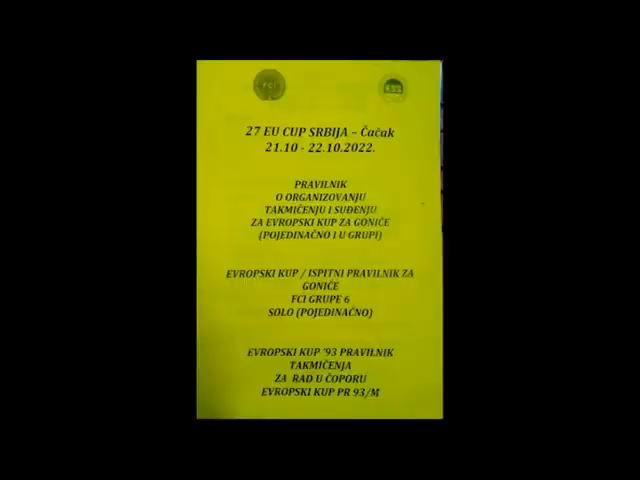 FCI
KSS
27 EU CUP SRBIJA – Čačak
21.10 - 22.10.2022.
PRAVILNIK
O ORGANIZOVANJU
TAKMIČENJU I SUĐENJU
ZA EVROPSKI KUP ZA GONIČE
(POJEDINAČNO I U GRUPI)
EVROPSKI KUP / ISPITNI PRAVILNIK ZA
GONIČE
FCI GRUPE 6
SOLO (POJEDINAČNO)
EVROPSKI KUP '93 PRAVILNIK
TAKMIČENJA
ZA RAD U ČOPORU
EVROPSKI KUP PR 93/M